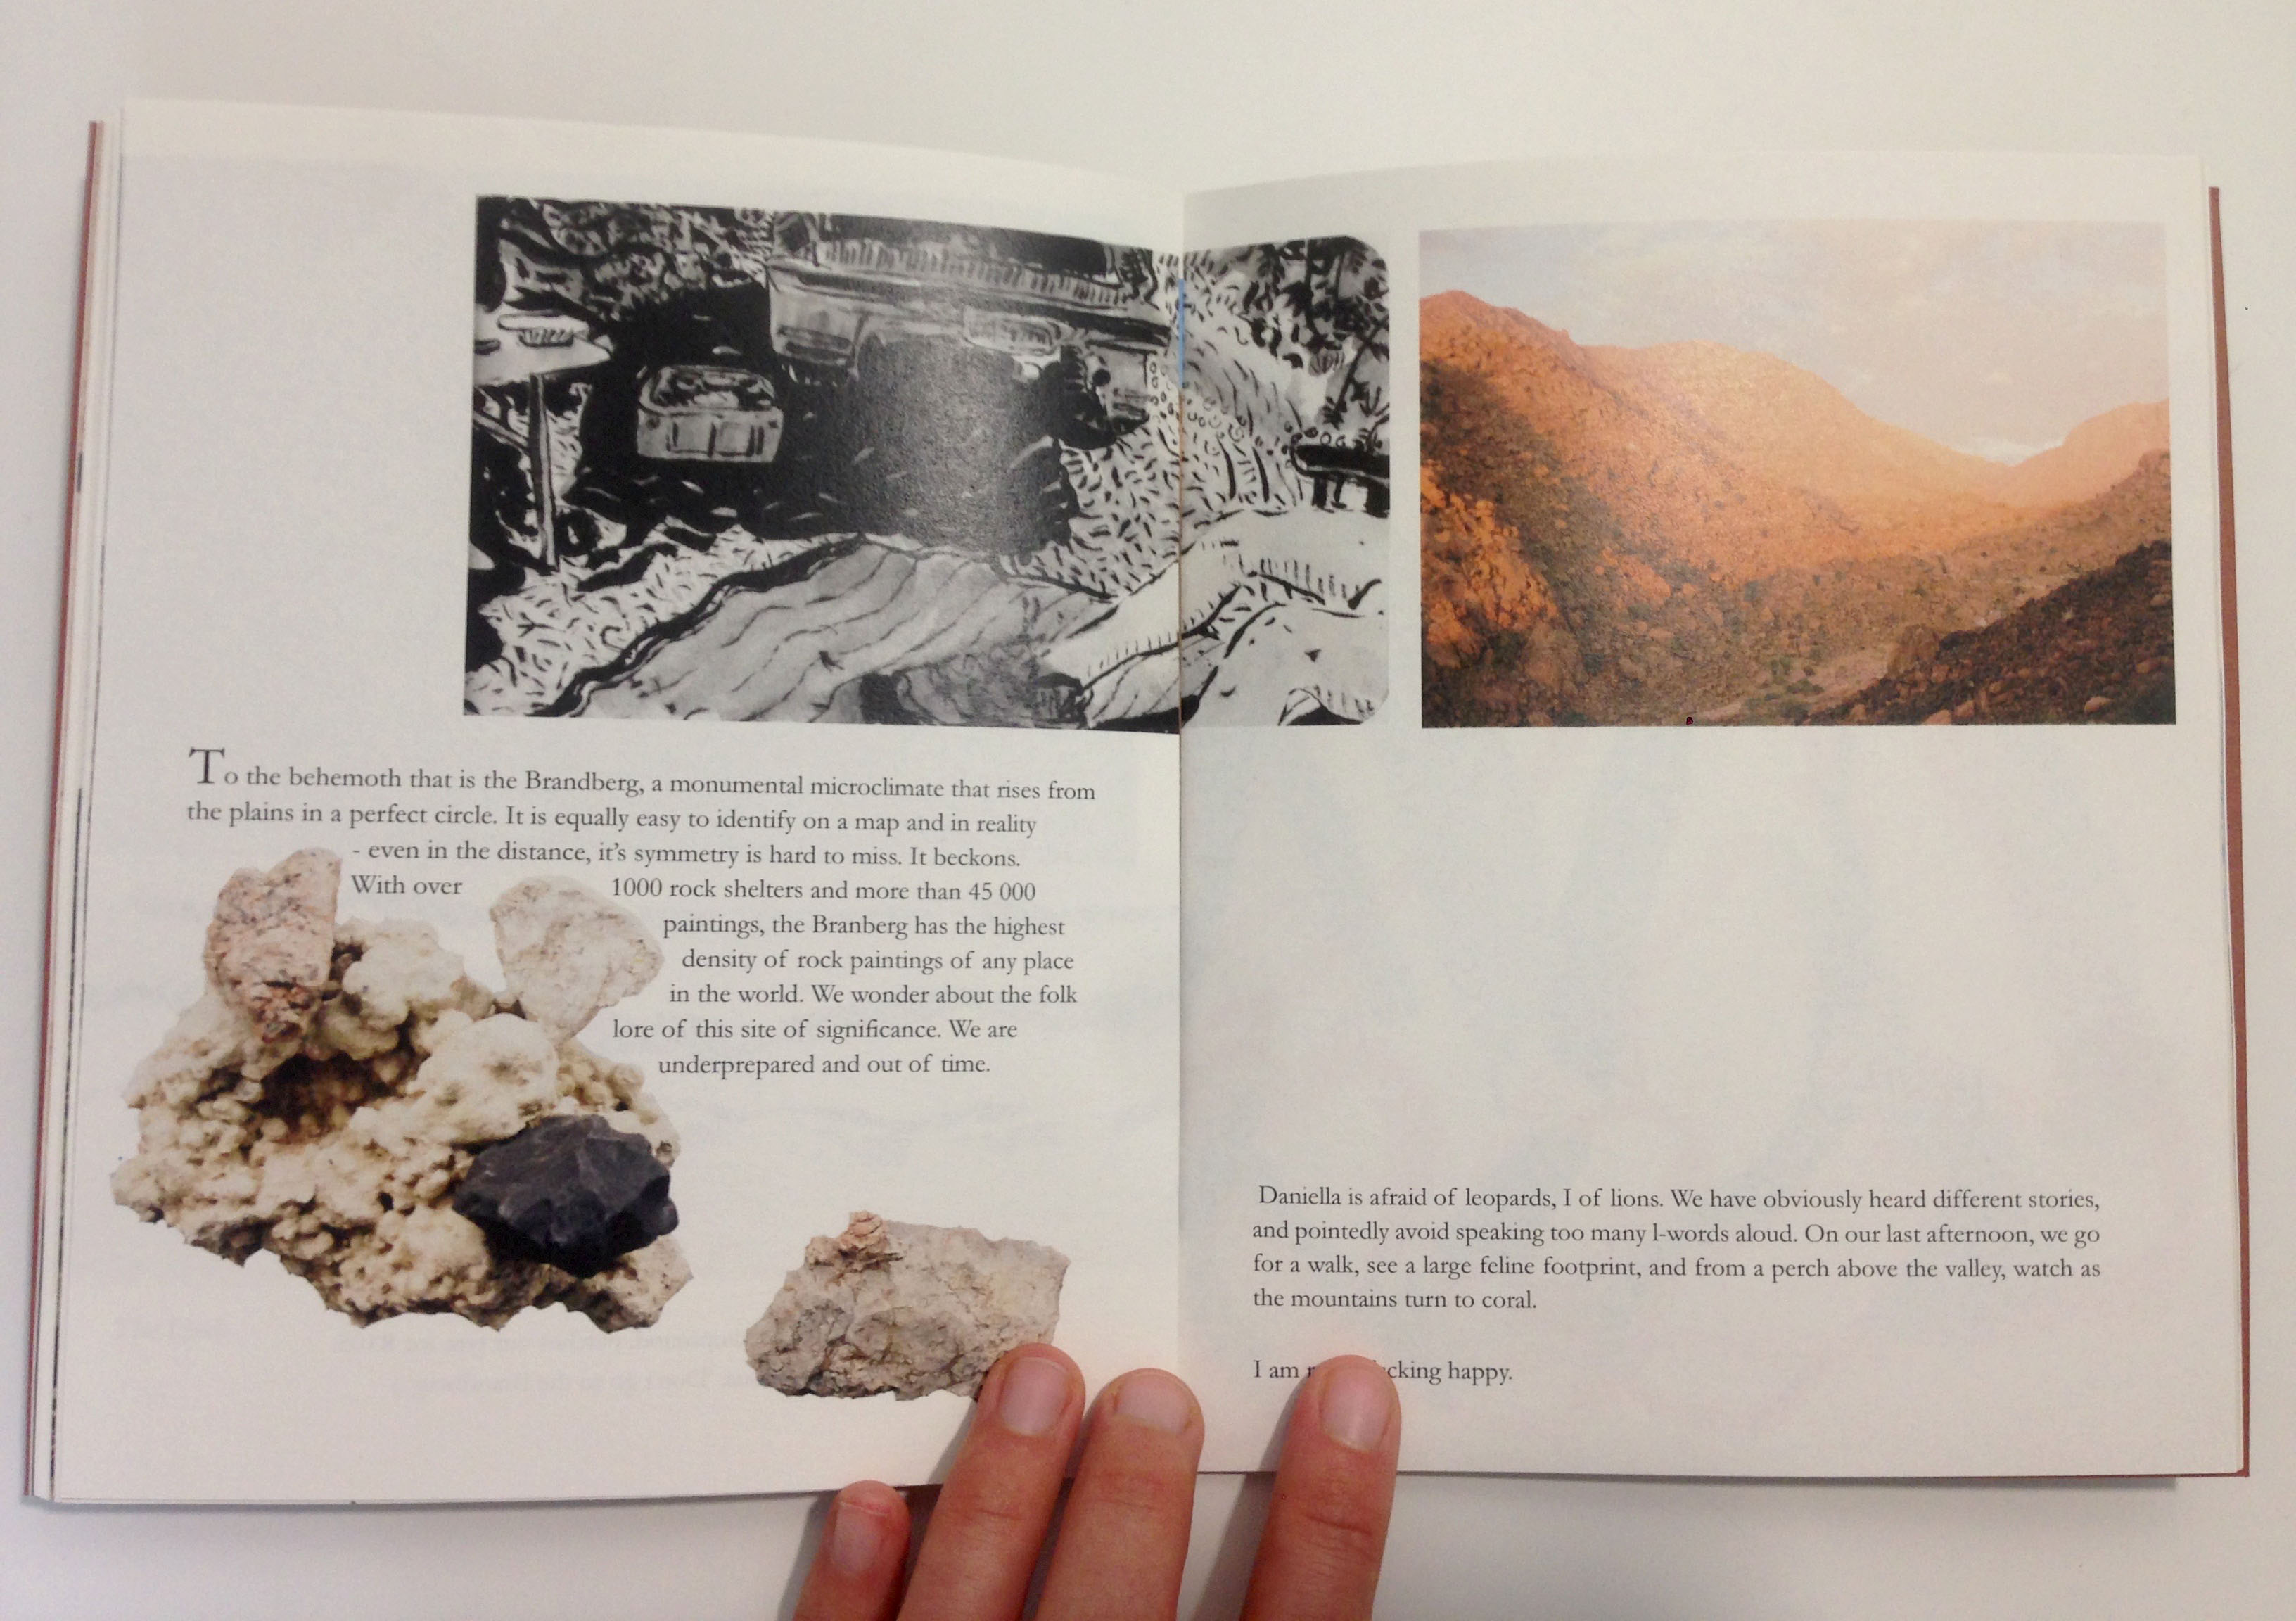 To the behemoth that is the Brandberg, a monumental microclimate that rises from
the plains in a perfect circle. It is equally easy to identify on a map and in reality
- even in the distance, it's symmetry is hard to miss. It beckons.
With over 1000 rock shelters and more than 45 000
paintings, the Branberg has the highest
density of rock paintings of any place
in the world. We wonder about the folk
lore of this site of significance. We are
underprepared and out of time.
Daniella is afraid of leopards, I of lions. We have obviously heard different stories,
and pointedly avoid speaking too many l-words aloud. On our last afternoon, we go
for a walk, see a large feline footprint, and from a perch above the valley, watch as
the mountains turn to coral.
I am happy.